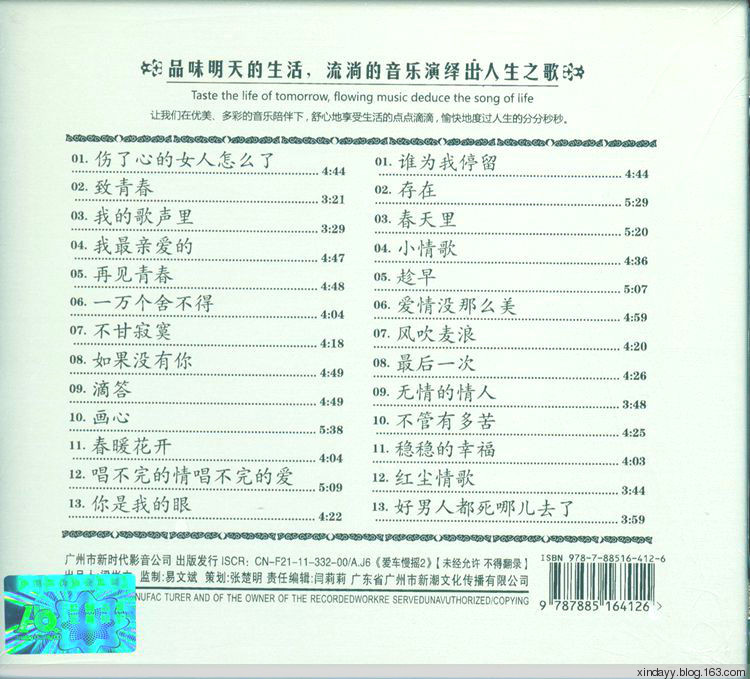 品味明天的生活，流淌的音乐演绎出人生之歌
Taste the life of tomorrow, flowing music deduce the song of life
让我们在优美、多彩的音乐陪伴下，舒心地享受生活的点点滴滴，愉快地度过人生的分分秒秒。
01. 伤了心的女人怎么了 4:44
02. 致青春 3:21
03. 我的歌声里 3:29
04. 我最亲爱的 4:47
05. 再见青春 4:48
06. 一万个舍不得 4:04
07. 不甘寂寞 4:18
08. 如果没有你 4:49
09. 滴答 4:49
10. 画心 5:38
11. 春暖花开 4:04
12. 唱不完的情唱不完的爱 5:09
13. 你是我的眼 4:22
01. 谁为我停留 4:44
02. 存在 5:29
03. 春天里 5:20
04. 小情歌 4:36
05. 趁早 5:07
06. 爱情没那么美 4:59
07. 风吹麦浪 4:20
08. 最后一次 4:26
09. 无情的情人 3:48
10. 不管有多苦 4:25
11. 稳稳的幸福 4:03
12. 红尘情歌 3:44
13. 好男人都死哪儿去了 3:59
广州市新时代影音公司 出版发行 ISCR: CN-F21-11-332-00/A.J6《爱车慢摇2》【未经允许 不得翻录】
监制:易文斌 策划:张楚明 责任编辑:闫莉莉 广东省广州市新潮文化传播有限公司
TURER AND OF THE OWNER OF THE RECORDEDWORKRE SERVEDUNAVTHORIZED/COPYING
ISBN 978-7-88516-412-6
9 787885 164126 >
xindayy.blog.163.com